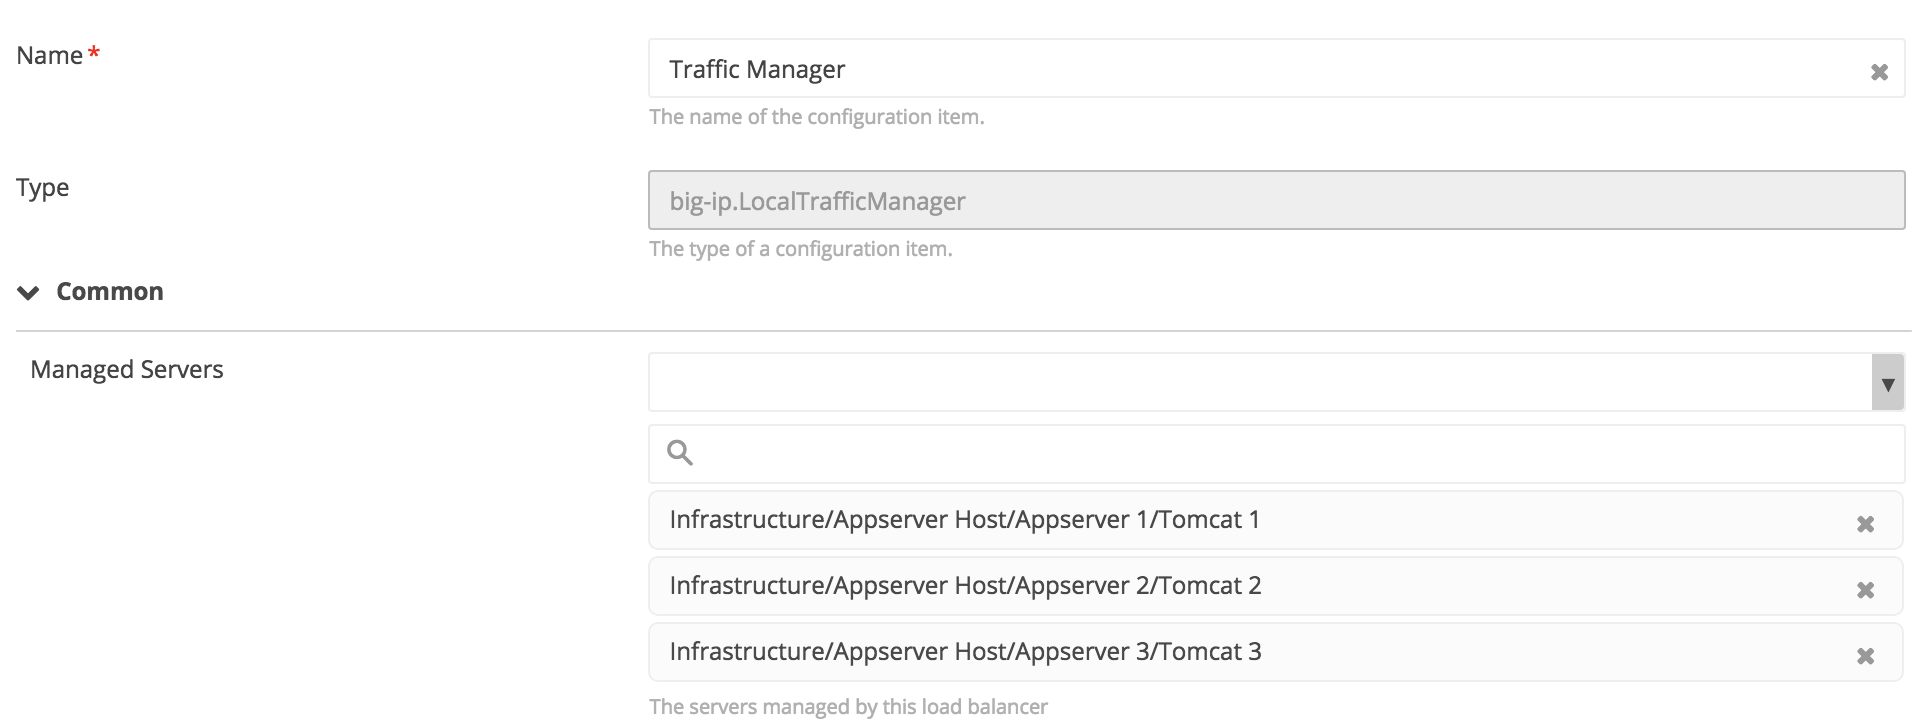 Name *
Traffic Manager
The name of the configuration item.
Type
big-ip.LocalTrafficManager
The type of a configuration item.
Common
Managed Servers
Infrastructure/Appserver Host/Appserver 1/Tomcat 1
Infrastructure/Appserver Host/Appserver 2/Tomcat 2
Infrastructure/Appserver Host/Appserver 3/Tomcat 3
The servers managed by this load balancer